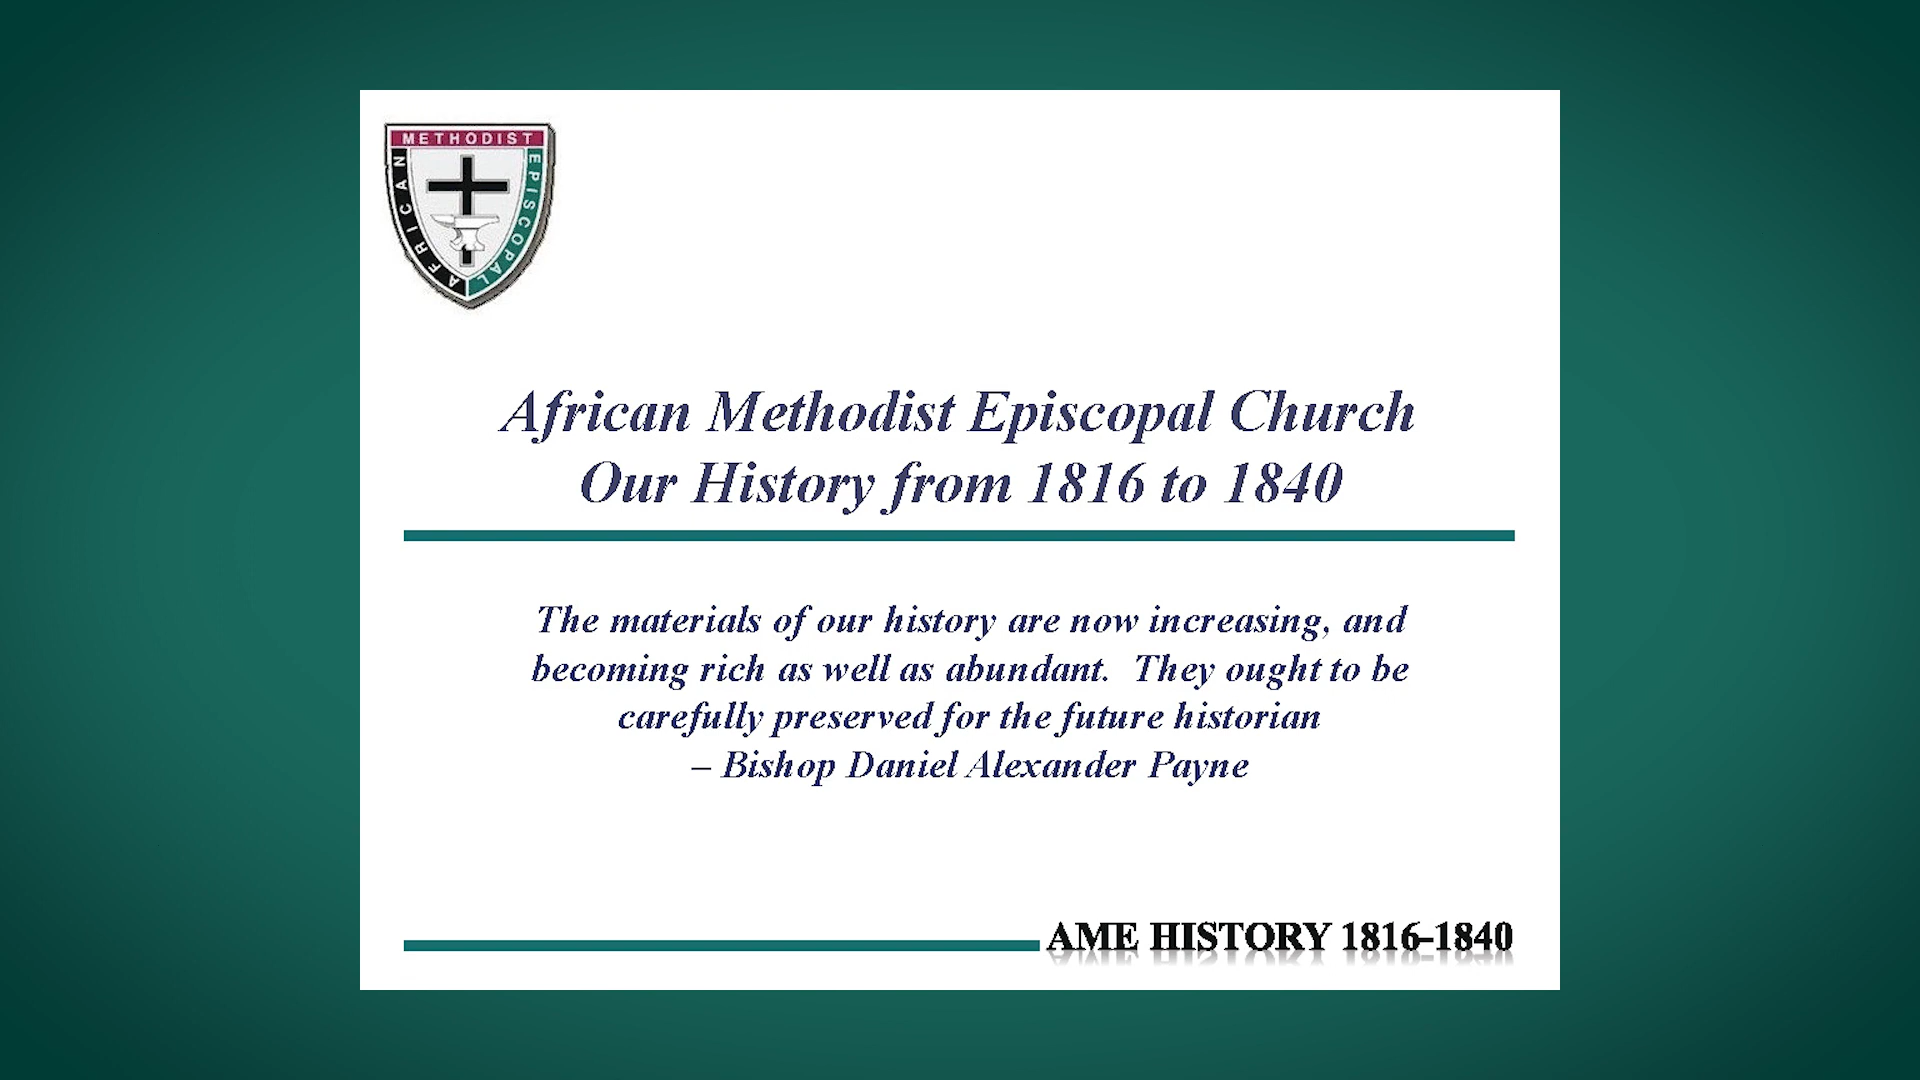 AFRICAN METHODIST EPISCOPAL
African Methodist Episcopal Church
Our History from 1816 to 1840
The materials of our history are now increasing, and
becoming rich as well as abundant.  They ought to be
carefully preserved for the future historian
– Bishop Daniel Alexander Payne
AME HISTORY 1816-1840